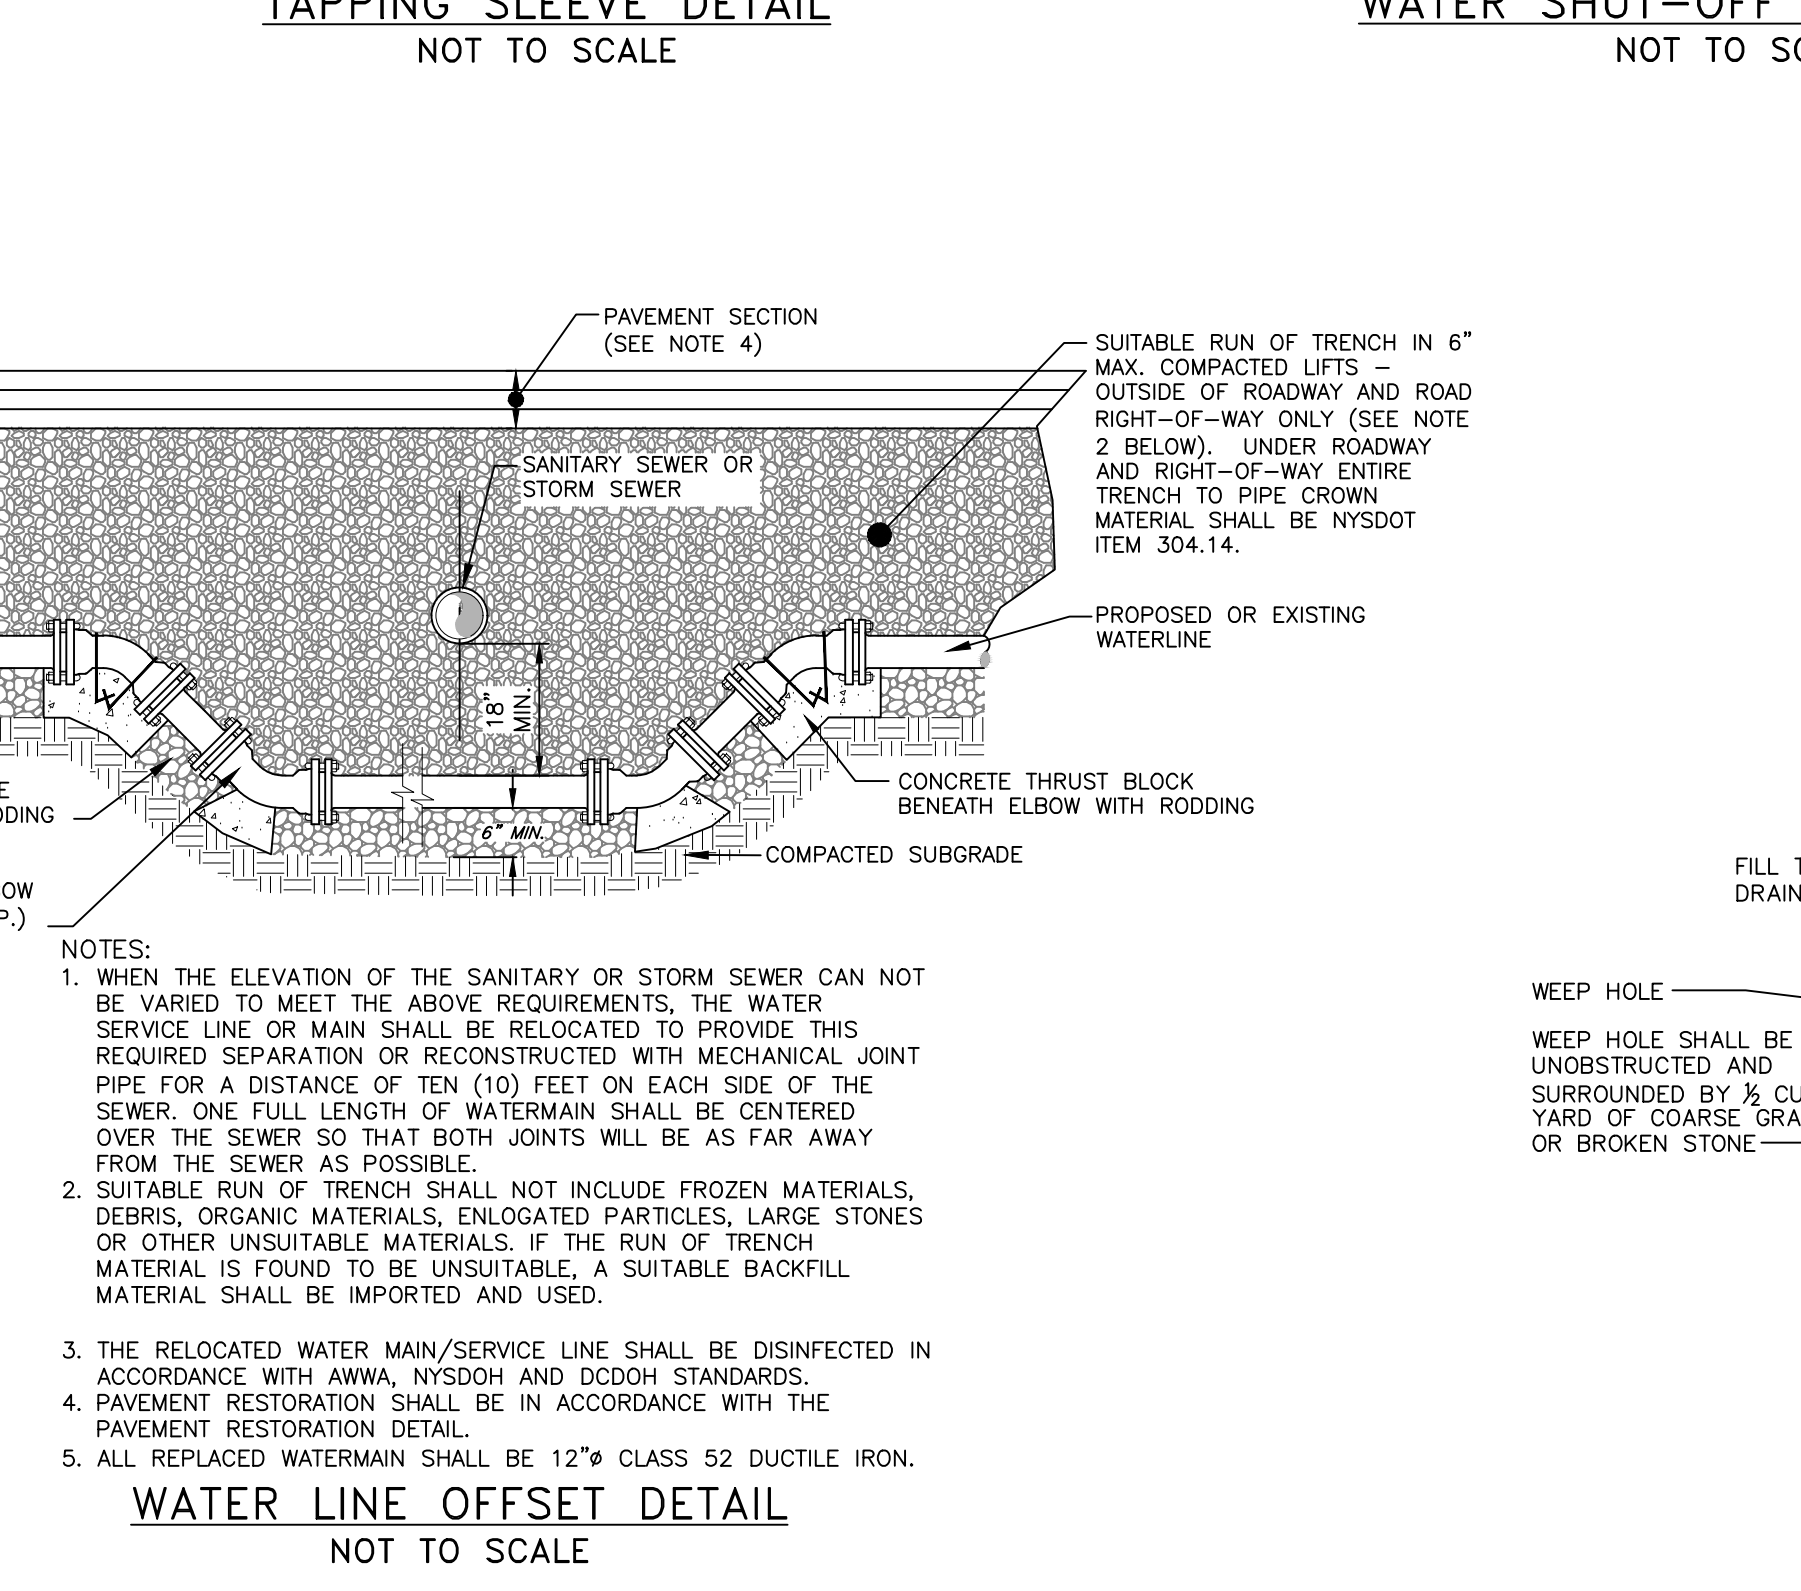 TAPPING SLEEVE DETAIL
NOT TO SCALE
WATER SHUT-OFF
NOT TO
PAVEMENT SECTION
(SEE NOTE 4)
SUITABLE RUN OF TRENCH IN 6"
MAX. COMPACTED LIFTS –
OUTSIDE OF ROADWAY AND ROAD
RIGHT-OF-WAY ONLY (SEE NOTE
2 BELOW). UNDER ROADWAY
AND RIGHT-OF-WAY ENTIRE
TRENCH TO PIPE CROWN
MATERIAL SHALL BE NYSDOT
ITEM 304.14.
SANITARY SEWER OR
STORM SEWER
PROPOSED OR EXISTING
WATERLINE
18"
MIN.
CONCRETE THRUST BLOCK
BENEATH ELBOW WITH RODDING
6" MIN.
COMPACTED SUBGRADE
FILL
WEEP HOLE
WEEP HOLE SHALL BE
UNOBSTRUCTED AND
SURROUNDED BY ½
YARD OF COARSE
OR BROKEN STONE
NOTES:
1. WHEN THE ELEVATION OF THE SANITARY OR STORM SEWER CAN NOT
BE VARIED TO MEET THE ABOVE REQUIREMENTS, THE WATER
SERVICE LINE OR MAIN SHALL BE RELOCATED TO PROVIDE THIS
REQUIRED SEPARATION OR RECONSTRUCTED WITH MECHANICAL JOINT
PIPE FOR A DISTANCE OF TEN (10) FEET ON EACH SIDE OF THE
SEWER. ONE FULL LENGTH OF WATERMAIN SHALL BE CENTERED
OVER THE SEWER SO THAT BOTH JOINTS WILL BE AS FAR AWAY
FROM THE SEWER AS POSSIBLE.
2. SUITABLE RUN OF TRENCH SHALL NOT INCLUDE FROZEN MATERIALS,
DEBRIS, ORGANIC MATERIALS, ENLOGATED PARTICLES, LARGE STONES
OR OTHER UNSUITABLE MATERIALS. IF THE RUN OF TRENCH
MATERIAL IS FOUND TO BE UNSUITABLE, A SUITABLE BACKFILL
MATERIAL SHALL BE IMPORTED AND USED.
3. THE RELOCATED WATER MAIN/SERVICE LINE SHALL BE DISINFECTED IN
ACCORDANCE WITH AWWA, NYSDOH AND DCDOH STANDARDS.
4. PAVEMENT RESTORATION SHALL BE IN ACCORDANCE WITH THE
PAVEMENT RESTORATION DETAIL.
5. ALL REPLACED WATERMAIN SHALL BE 12"ø CLASS 52 DUCTILE IRON.
WATER LINE OFFSET DETAIL
NOT TO SCALE